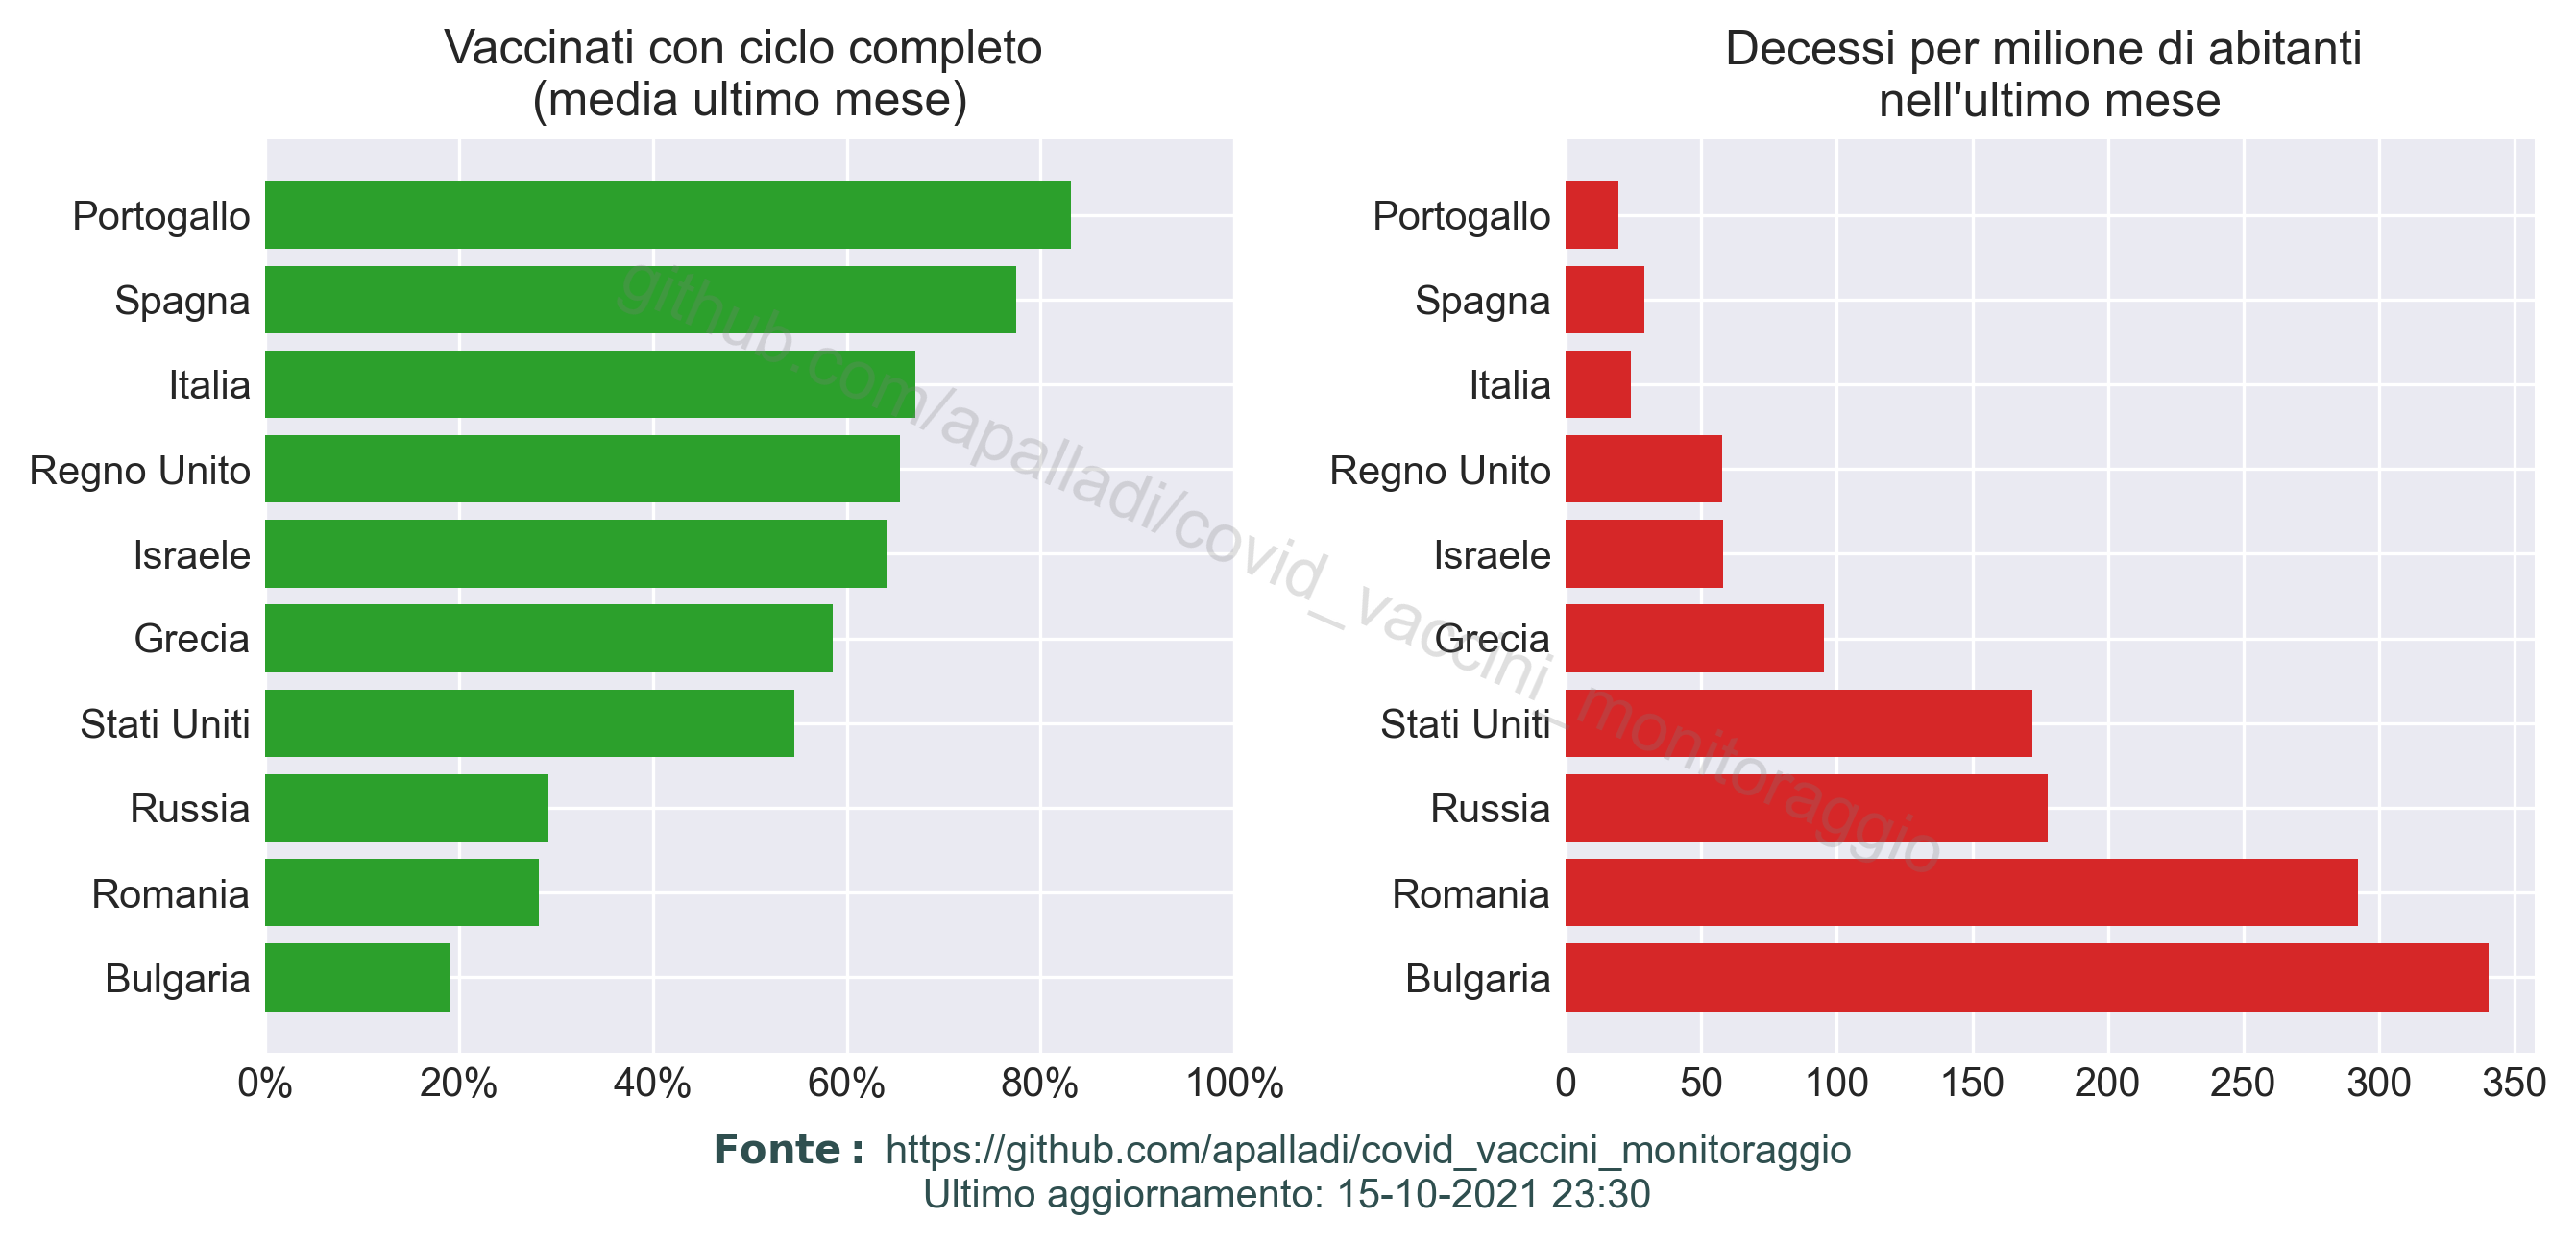 Vaccinati con ciclo completo
(media ultimo mese)
Portogallo
Spagna
Italia
Regno Unito
Israele
Grecia
Stati Uniti
Russia
Romania
Bulgaria
0% 20% 40% 60% 80% 100%
Decessi per milione di abitanti
nell'ultimo mese
Portogallo
Spagna
Italia
Regno Unito
Israele
Grecia
Stati Uniti
Russia
Romania
Bulgaria
0 50 100 150 200 250 300 350
github.com/apalladi/covid_vaccini_monitoraggio
Fonte: https://github.com/apalladi/covid_vaccini_monitoraggio
Ultimo aggiornamento: 15-10-2021 23:30